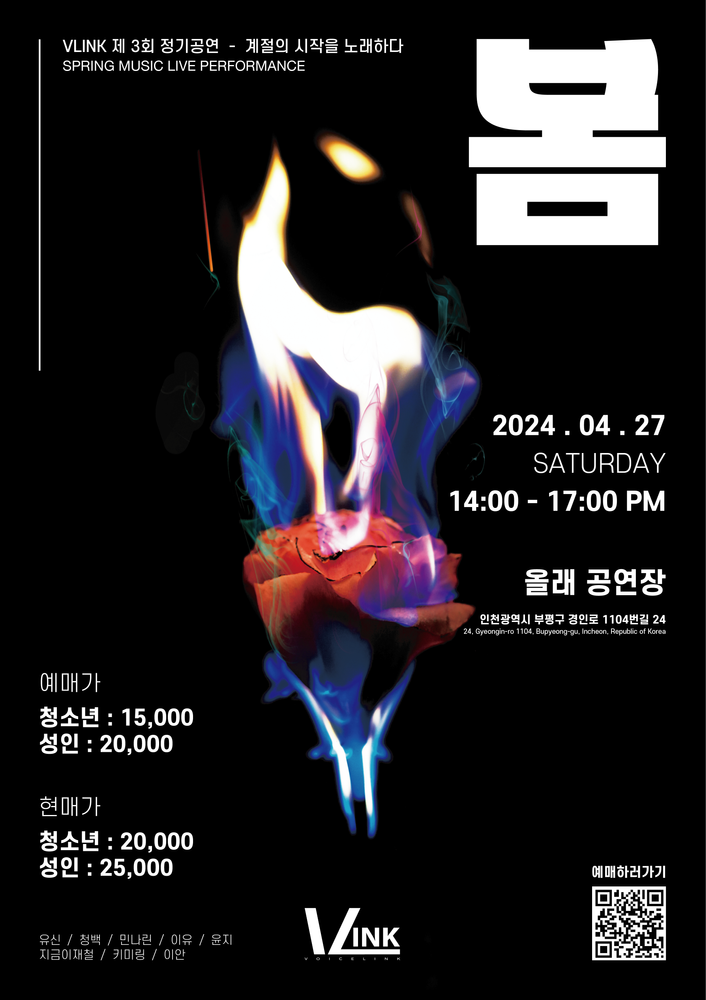 VLINK 제 3회 정기공연 - 계절의 시작을 노래하다
SPRING MUSIC LIVE PERFORMANCE
봄
2024 . 04 . 27
SATURDAY
14:00 - 17:00 PM
올래 공연장
인천광역시 부평구 경인로 1104번길 24
24, Gyeongin-ro 1104, Bupyeong-gu, Incheon, Republic of Korea
예매가
청소년 : 15,000
성인 : 20,000
현매가
청소년 : 20,000
성인 : 25,000
유신 / 청백 / 민나린 / 이유 / 윤지
지금이재철 / 키미링 / 이안
VLINK
VOICELINK
예매하러가기